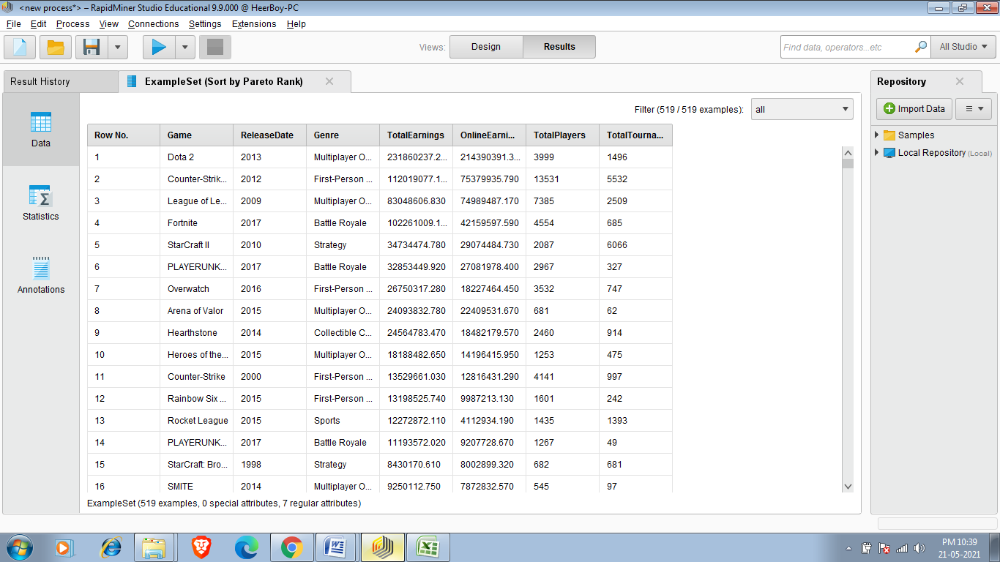 <new process*> – RapidMiner Studio Educational 9.9.000 @ HeerBoy-PC
File Edit Process View Connections Settings Extensions Help
Views: Design Results Find data, operators...etc All Studio
Result History ExampleSet (Sort by Pareto Rank) Repository
Filter (519 / 519 examples): all Import Data
Data
Statistics
Annotations
Row No. Game ReleaseDate Genre TotalEarnings OnlineEarni... TotalPlayers TotalTourna...
1 Dota 2 2013 Multiplayer O... 231860237.2... 214390391.3... 3999 1496
2 Counter-Strik... 2012 First-Person ... 112019077.1... 75379935.790 13531 5532
3 League of Le... 2009 Multiplayer O... 83048606.830 74989487.170 7385 2509
4 Fortnite 2017 Battle Royale 102261009.1... 42159597.590 4554 685
5 StarCraft II 2010 Strategy 34734474.780 29074484.730 2087 6066
6 PLAYERUNK... 2017 Battle Royale 32853449.920 27081978.400 2967 327
7 Overwatch 2016 First-Person ... 26750317.280 18227464.450 3532 747
8 Arena of Valor 2015 Multiplayer O... 24093832.780 22409531.670 681 62
9 Hearthstone 2014 Collectible C... 24564783.470 18482179.570 2460 914
10 Heroes of the... 2015 Multiplayer O... 18188482.650 14196415.950 1253 475
11 Counter-Strike 2000 First-Person ... 13529661.030 12816431.290 4141 997
12 Rainbow Six ... 2015 First-Person ... 13198525.740 9987213.130 1601 242
13 Rocket League 2015 Sports 12272872.110 4112934.190 1435 1393
14 PLAYERUNK... 2017 Battle Royale 11193572.020 9207728.670 1267 49
15 StarCraft: Bro... 1998 Strategy 8430170.610 8002899.320 682 681
16 SMITE 2014 Multiplayer O... 9250112.750 7872832.570 545 97
ExampleSet (519 examples, 0 special attributes, 7 regular attributes)
Samples
Local Repository (Local)
PM 10:39
21-05-2021